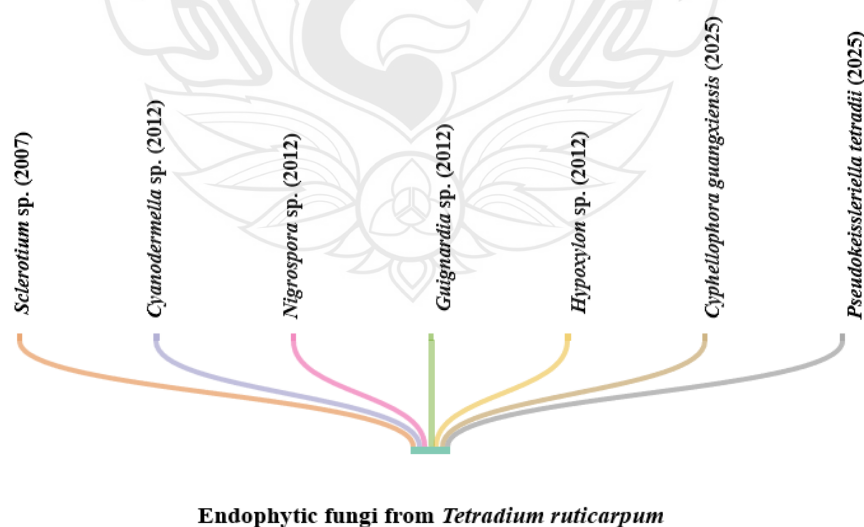 Sclerotium sp. (2007)
Cyanodermella sp. (2012)
Nigrospora sp. (2012)
Guignardia sp. (2012)
Hypoxylon sp. (2012)
Cyphellophora guangxiensis (2025)
Pseudokeissleriella tetradii (2025)
Endophytic fungi from Tetradium ruticarpum